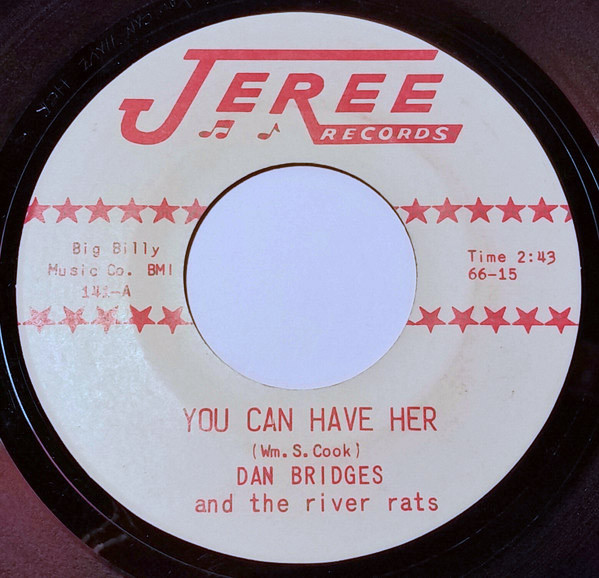 JEREE
RECORDS
Big Billy
Music Co. BMI
141-A
Time 2:43
66-15
YOU CAN HAVE HER
(Wm. S. Cook)
DAN BRIDGES
and the river rats